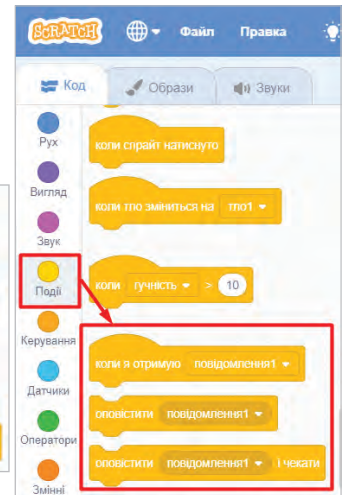 SCRATCH Файл Правка
Код Образи Звуки
Рух
коли спрайт натиснуто
Вигляд
коли тло зміниться на тло1
Звук
Події
коли гучність > 10
Керування
коли я отримую повідомлення1
Датчики
оповістити повідомлення1
Оператори
оповістити повідомлення1 і чекати
Змінні